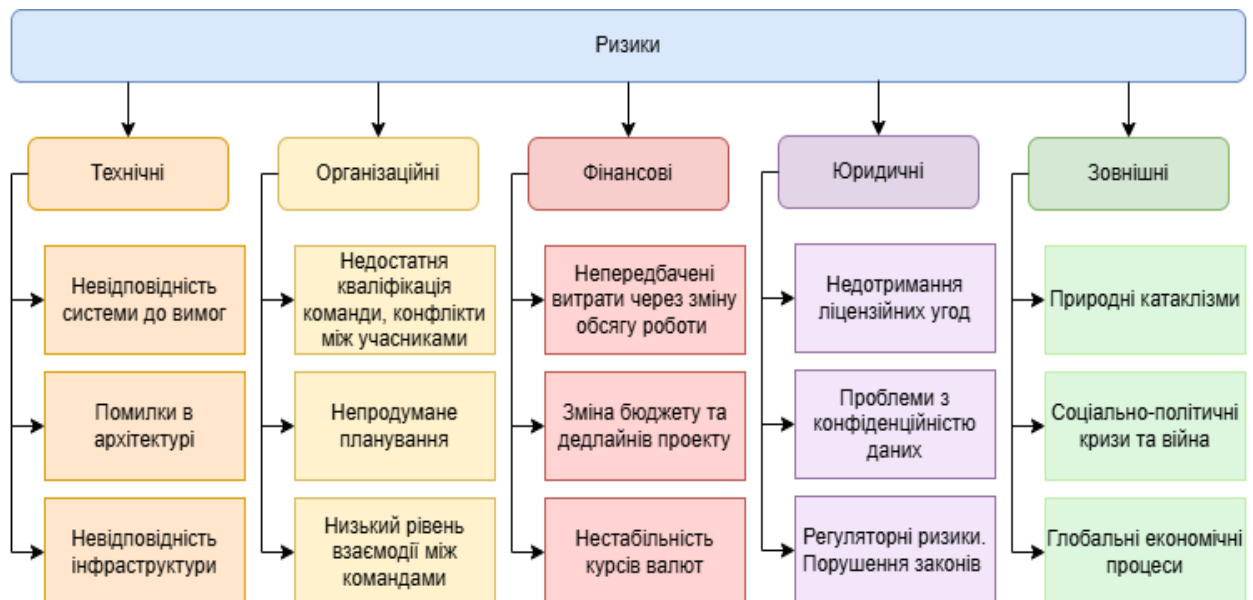 Ризики
Технічні
Організаційні
Фінансові
Юридичні
Зовнішні
Невідповідність
системи до вимог
Недостатня
кваліфікація
команди, конфлікти
між учасниками
Непередбачені
витрати через зміну
обсягу роботи
Недотримання
ліцензійних угод
Природні катаклізми
Помилки в
архітектурі
Непродумане
планування
Зміна бюджету та
дедлайнів проекту
Проблеми з
конфіденційністю
даних
Соціально-політичні
кризи та війна
Невідповідність
інфраструктури
Низький рівень
взаємодії між
командами
Нестабільність
курсів валют
Регуляторні ризики.
Порушення законів
Глобальні економічні
процеси